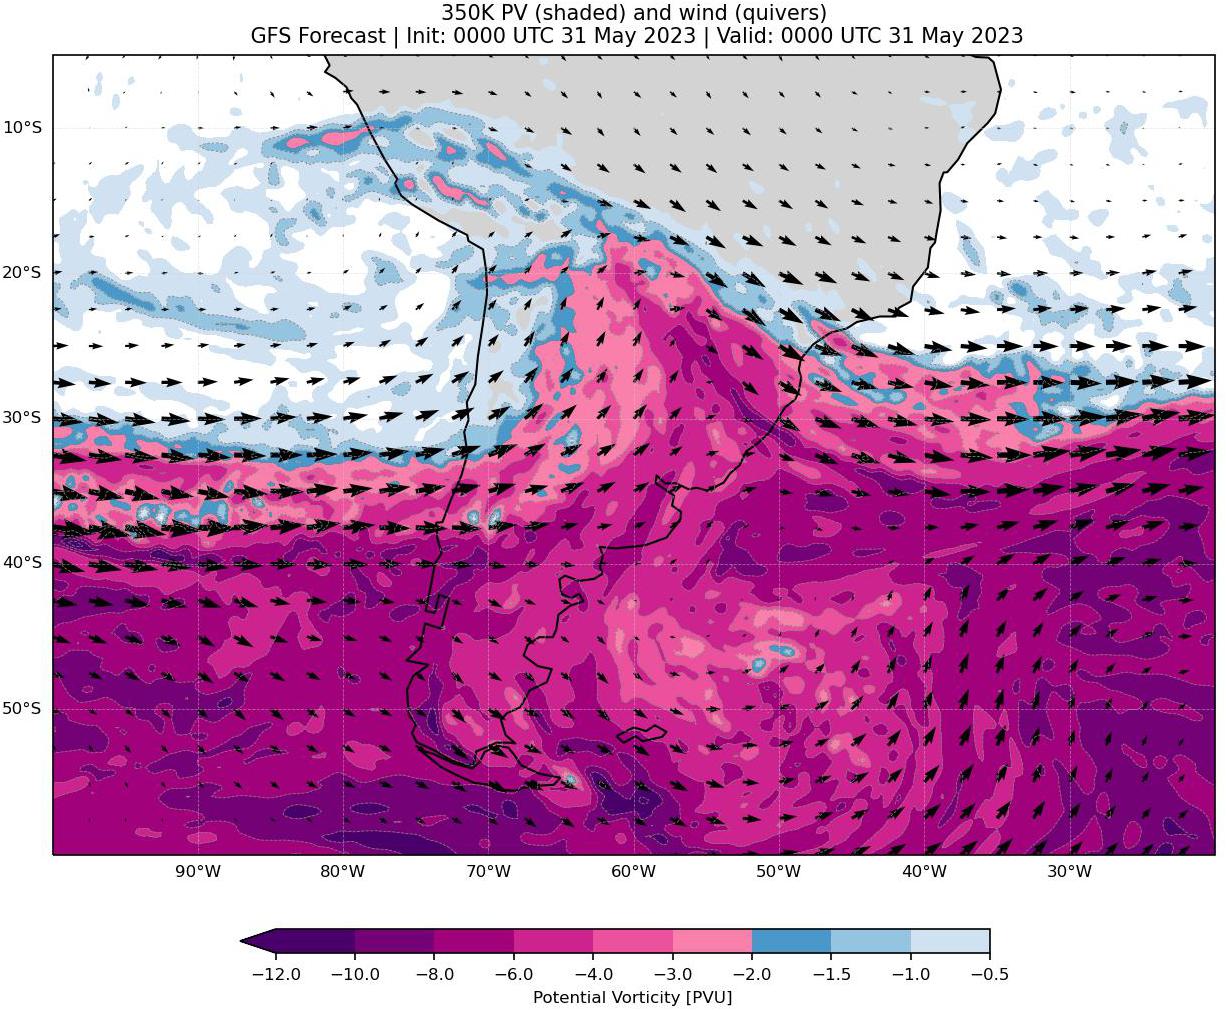 350K PV (shaded) and wind (quivers)
GFS Forecast | Init: 0000 UTC 31 May 2023 | Valid: 0000 UTC 31 May 2023
10°S
20°S
30°S
40°S
50°S
90°W 80°W 70°W 60°W 50°W 40°W 30°W
−12.0 −10.0 −8.0 −6.0 −4.0 −3.0 −2.0 −1.5 −1.0 −0.5
Potential Vorticity [PVU]